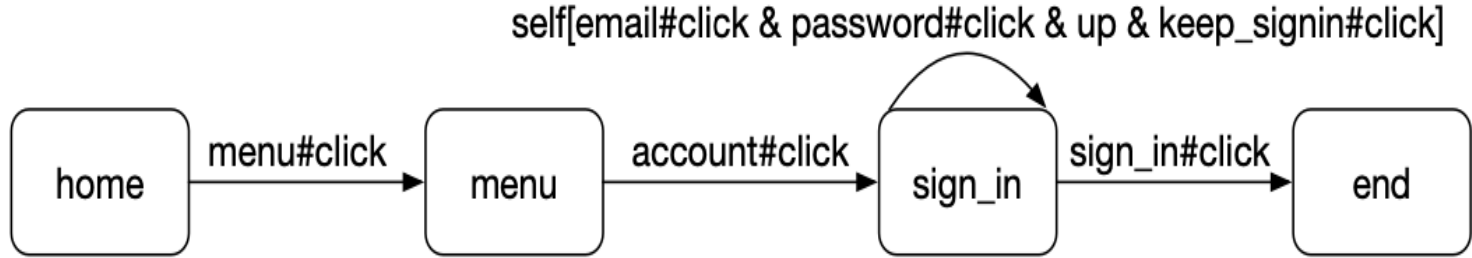 self[email#click & password#click & up & keep_signin#click]
menu#click
account#click
sign_in#click
home
menu
sign_in
end